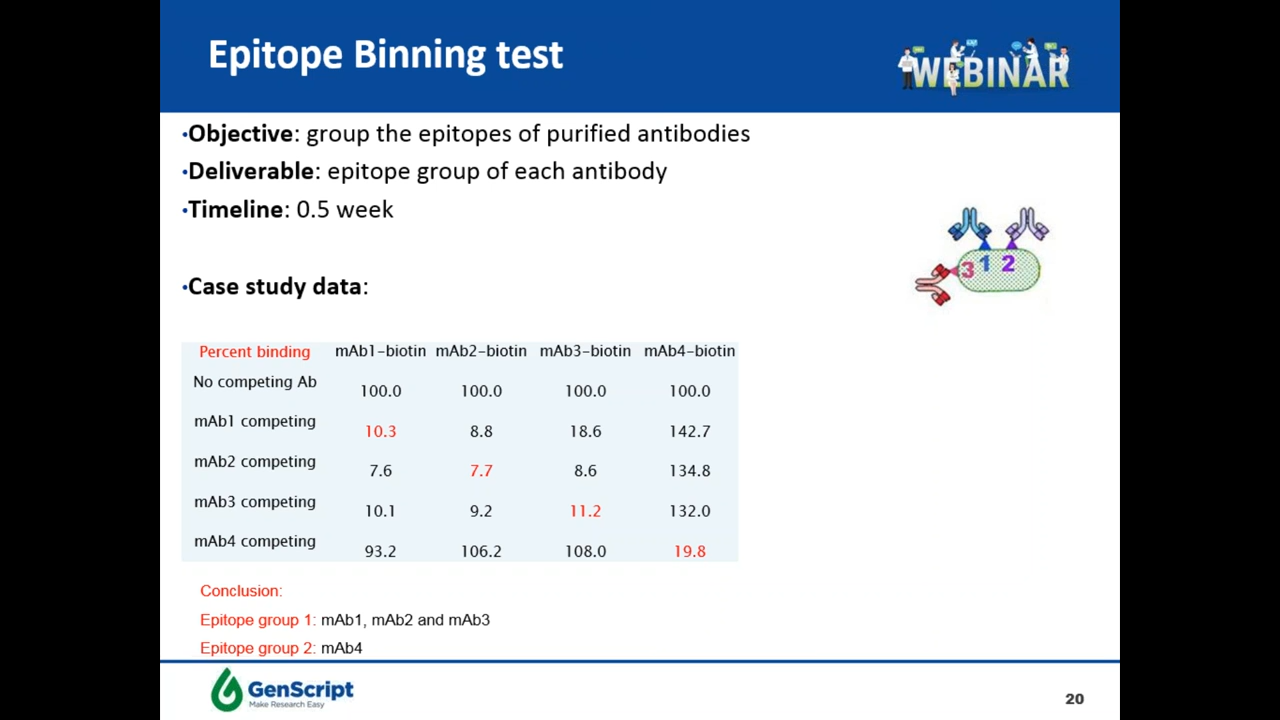 Epitope Binning test
WEBINAR
•Objective: group the epitopes of purified antibodies
•Deliverable: epitope group of each antibody
•Timeline: 0.5 week
3 1 2
•Case study data:
Percent binding mAb1-biotin mAb2-biotin mAb3-biotin mAb4-biotin
No competing Ab 100.0 100.0 100.0 100.0
mAb1 competing 10.3 8.8 18.6 142.7
mAb2 competing 7.6 7.7 8.6 134.8
mAb3 competing 10.1 9.2 11.2 132.0
mAb4 competing 93.2 106.2 108.0 19.8
Conclusion:
Epitope group 1: mAb1, mAb2 and mAb3
Epitope group 2: mAb4
GenScript
Make Research Easy
20